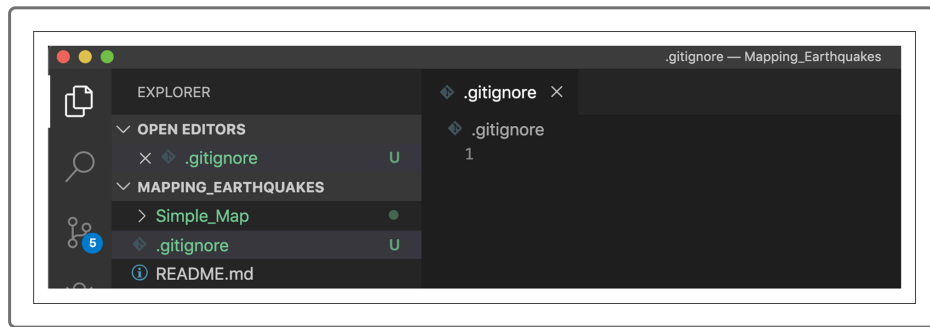 .gitignore — Mapping_Earthquakes
EXPLORER
OPEN EDITORS
.gitignore U
MAPPING_EARTHQUAKES
Simple_Map
.gitignore U
README.md
5
.gitignore
.gitignore
1